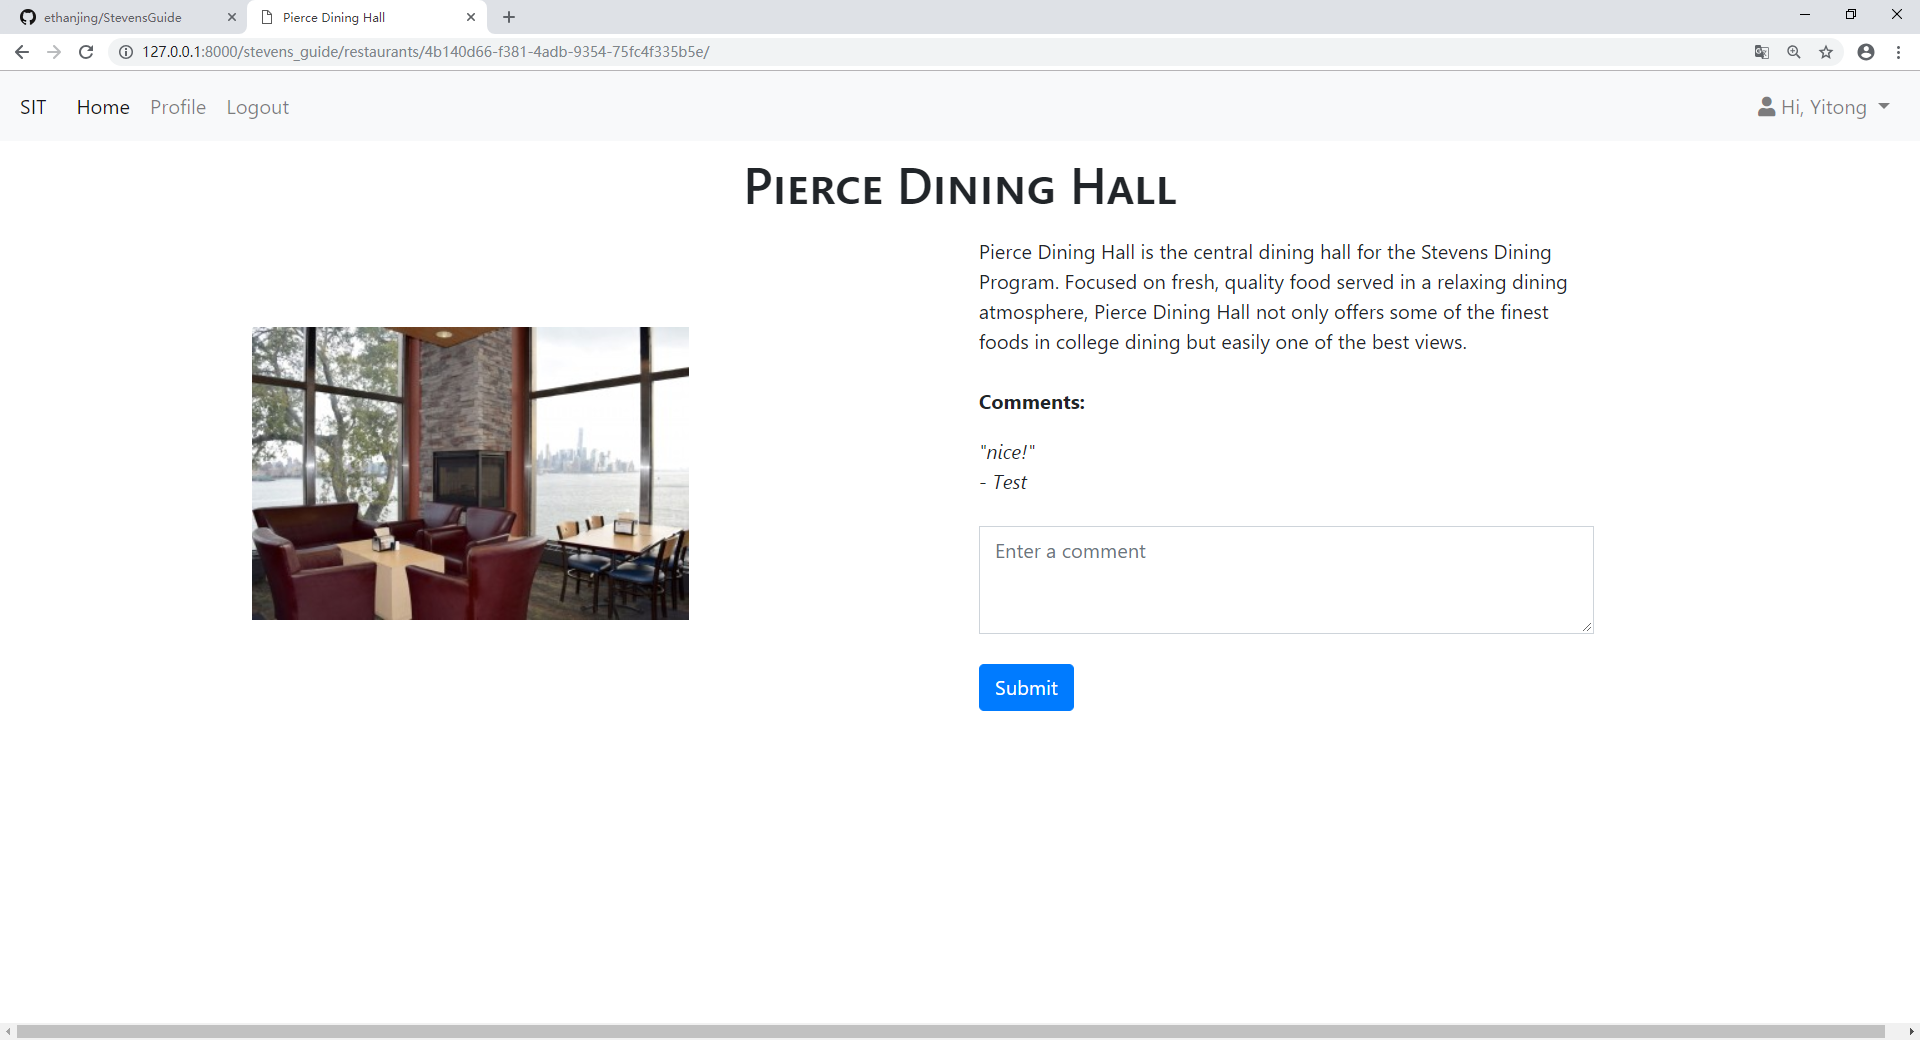 ethanjing/StevensGuide
Pierce Dining Hall
127.0.0.1:8000/stevens_guide/restaurants/4b140d66-f381-4adb-9354-75fc4f335b5e/
SIT Home Profile Logout Hi, Yitong
Pierce Dining Hall
Pierce Dining Hall is the central dining hall for the Stevens Dining
Program. Focused on fresh, quality food served in a relaxing dining
atmosphere, Pierce Dining Hall not only offers some of the finest
foods in college dining but easily one of the best views.
Comments:
"nice!"
- Test
Enter a comment
Submit